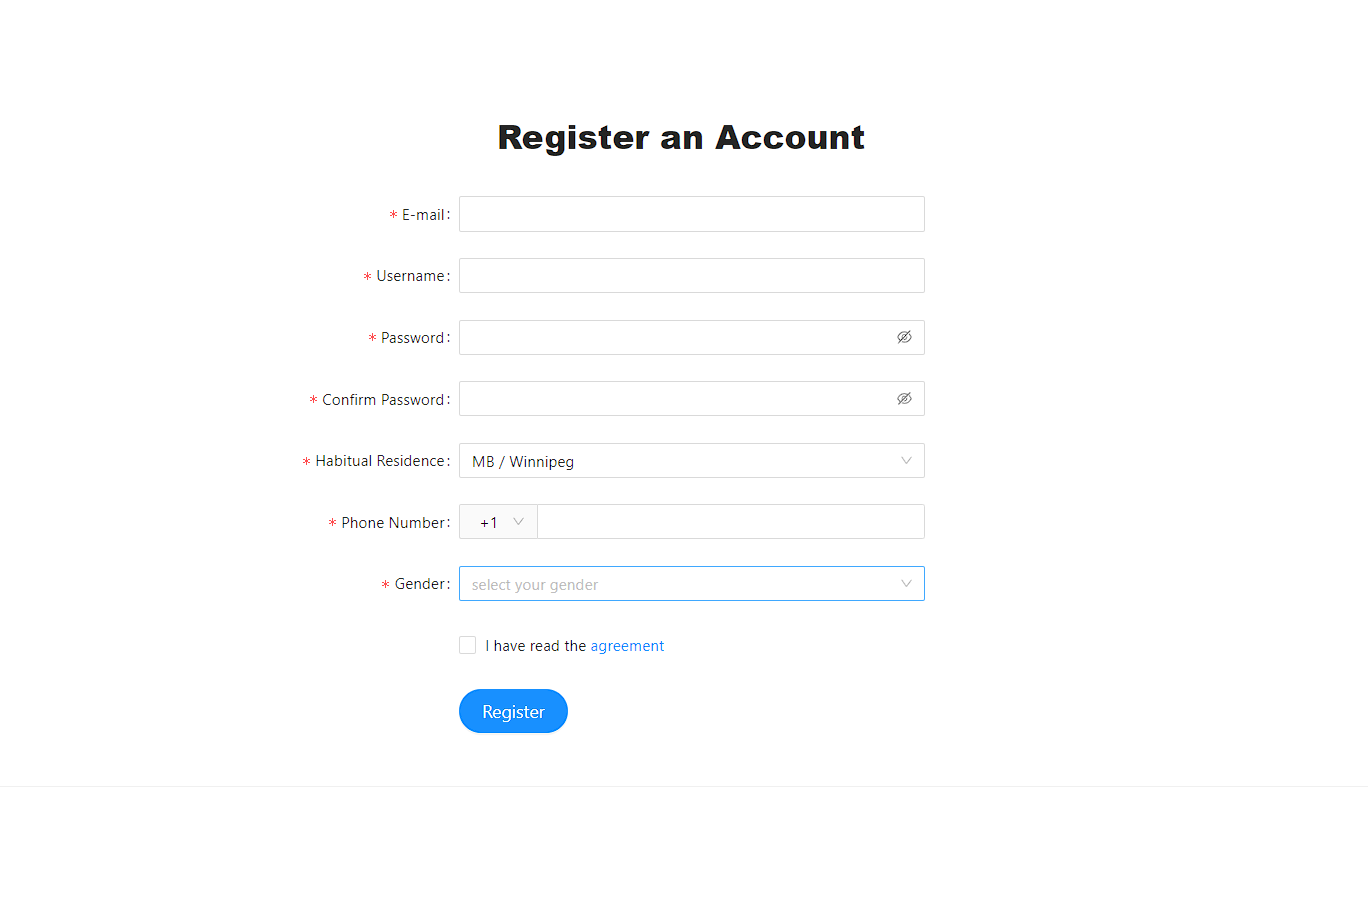 Register an Account
* E-mail:
* Username:
* Password:
* Confirm Password:
* Habitual Residence: MB / Winnipeg
* Phone Number: +1
* Gender: select your gender
I have read the agreement
Register